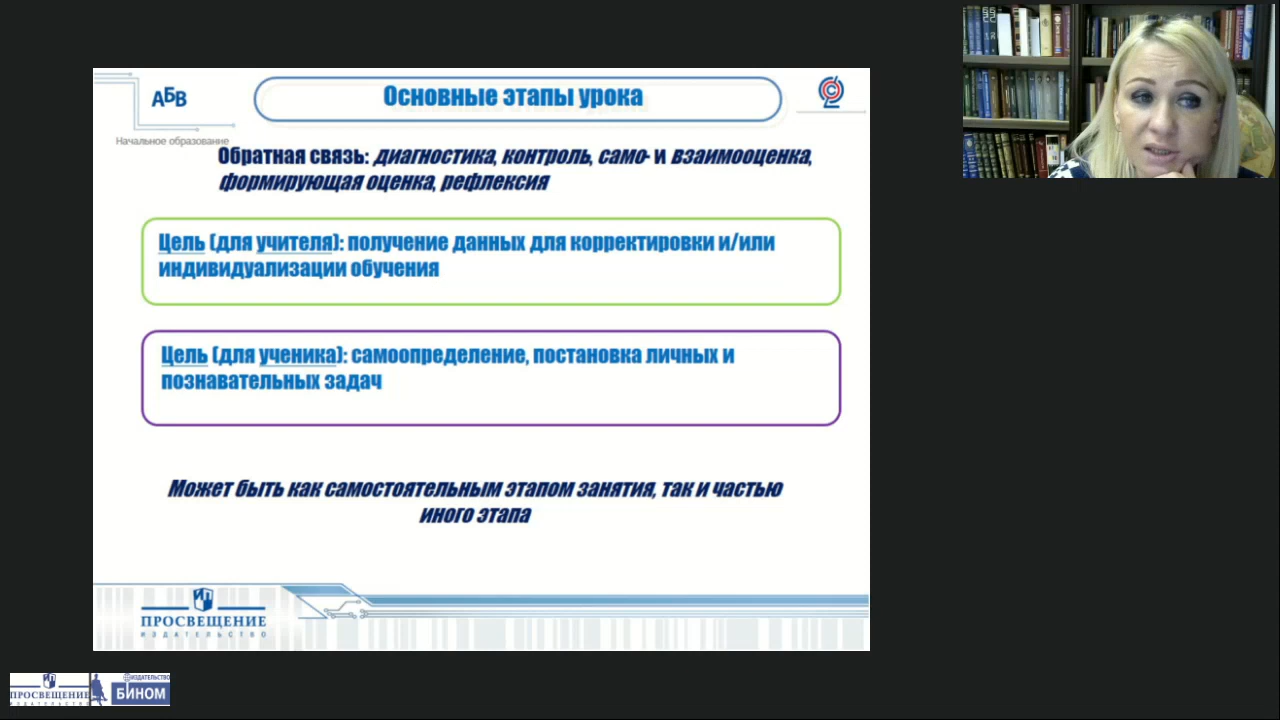 АБВ
Начальное образование
Основные этапы урока
Обратная связь: диагностика, контроль, само- и взаимооценка,
формирующая оценка, рефлексия
Цель (для учителя): получение данных для корректировки и/или
индивидуализации обучения
Цель (для ученика): самоопределение, постановка личных и
познавательных задач
Может быть как самостоятельным этапом занятия, так и частью
иного этапа
ПРОСВЕЩЕНИЕ
ИЗДАТЕЛЬСТВО
ПРОСВЕЩЕНИЕ
ИЗДАТЕЛЬСТВО
ИЗДАТЕЛЬСТВО
БИНОМ